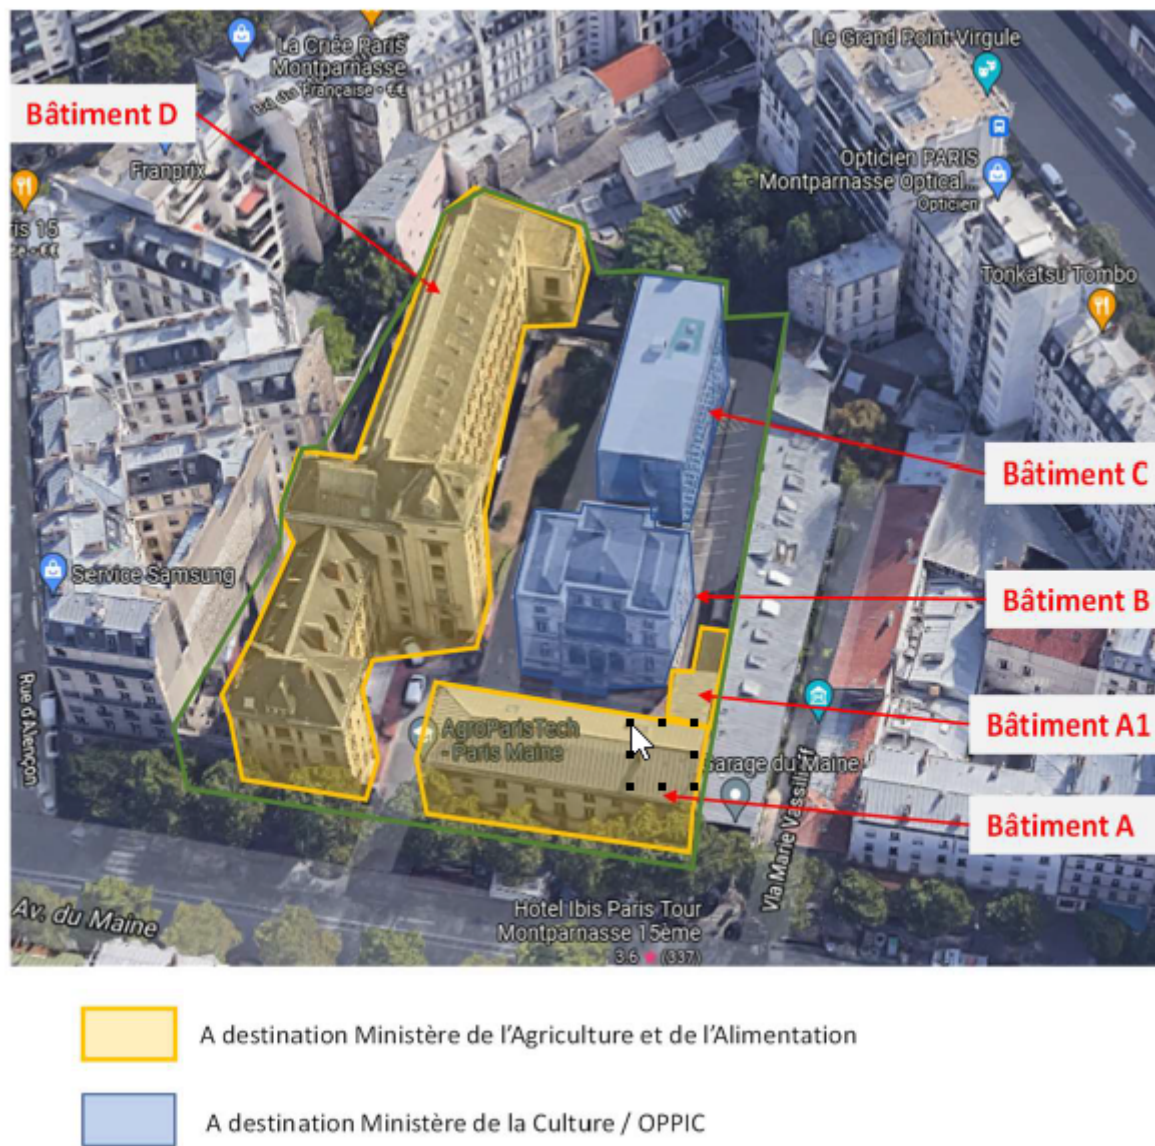 La Criée Paris
Montparnasse
Française • €€
Le Grand Point Virgule
Bâtiment D
Franprix
Opticien PARIS
Montparnasse Optical...
Opticien
ris 15
Tonkatsu Tombo
Bâtiment C
Service Samsung
Bâtiment B
Rue d'Alençon
Bâtiment A1
AgroParisTech
- Paris Maine
Garage du Maine
Via Marie Vassilieff
Bâtiment A
Av. du Maine
Hotel Ibis Paris Tour
Montparnasse 15ème
3.6 (337)
A destination Ministère de l'Agriculture et de l'Alimentation
A destination Ministère de la Culture / OPPIC